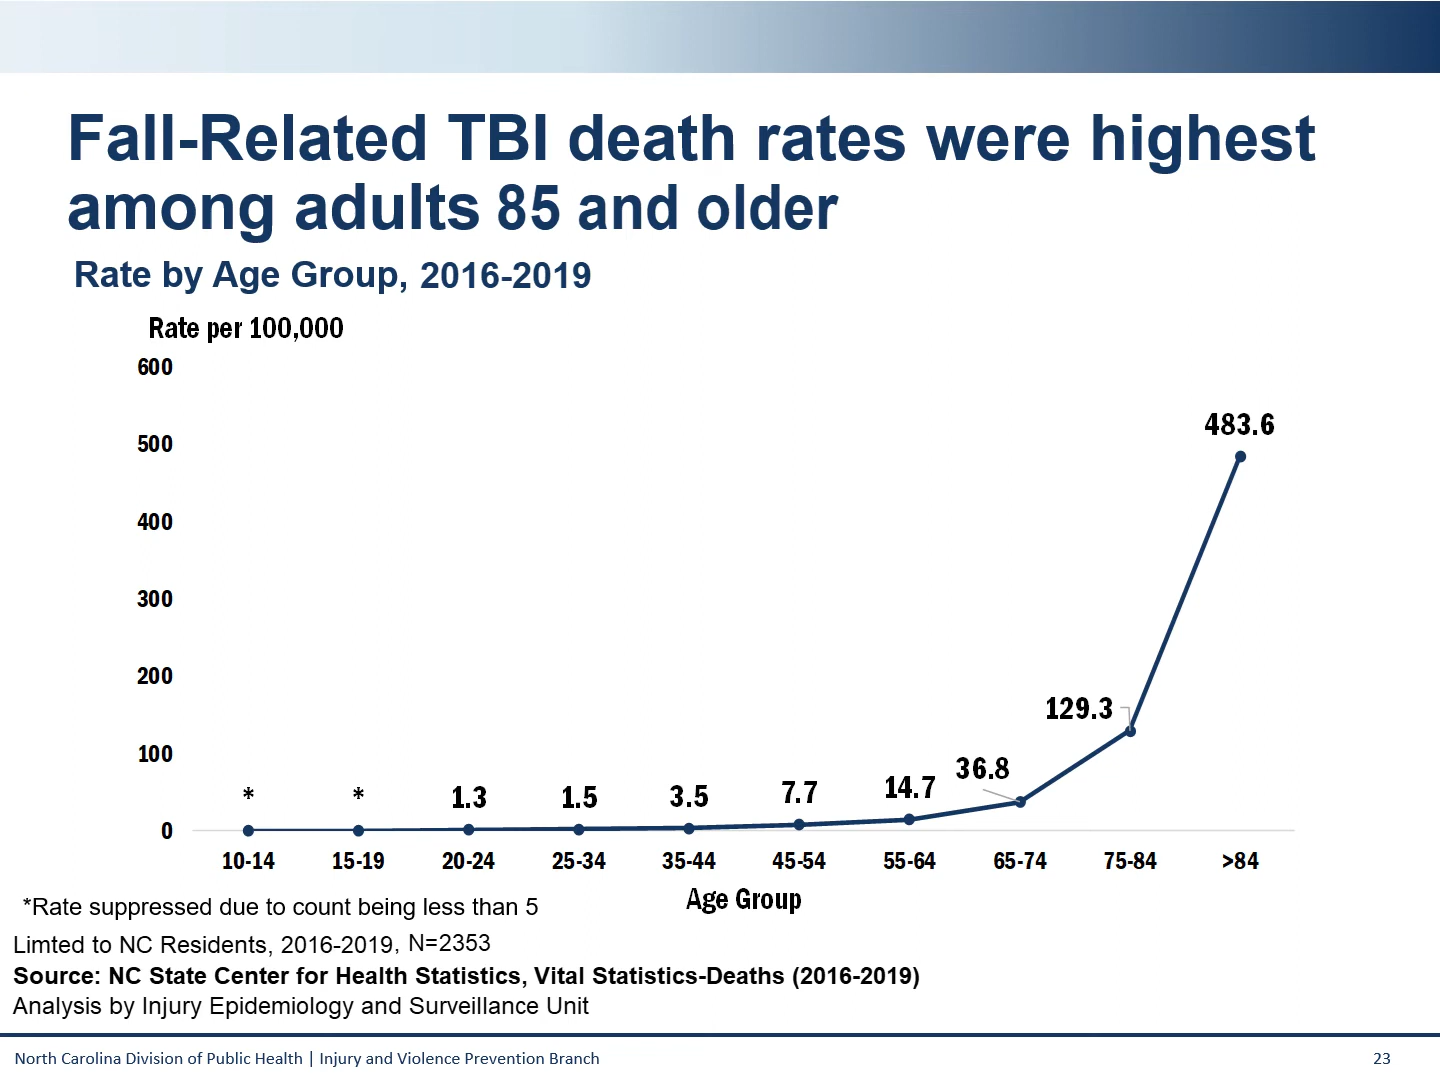 Fall-Related TBI death rates were highest
among adults 85 and older
Rate by Age Group, 2016-2019
Rate per 100,000
600
500
400
300
200
100
0
*
*
1.3
1.5
3.5
7.7
14.7
36.8
129.3
483.6
10-14
15-19
20-24
25-34
35-44
45-54
55-64
65-74
75-84
>84
Age Group
*Rate suppressed due to count being less than 5
Limted to NC Residents, 2016-2019, N=2353
Source: NC State Center for Health Statistics, Vital Statistics-Deaths (2016-2019)
Analysis by Injury Epidemiology and Surveillance Unit
North Carolina Division of Public Health | Injury and Violence Prevention Branch
23